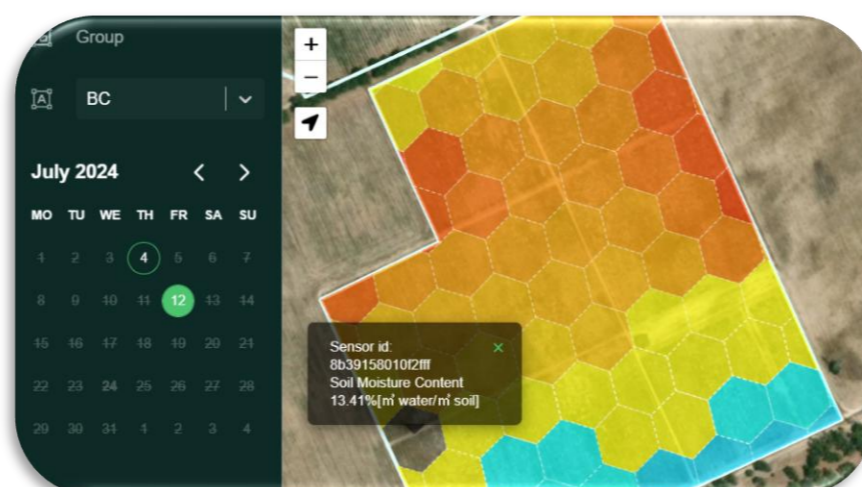 Group
BC
July 2024
MO TU WE TH FR SA SU
1 2 3 4 5 6 7
8 9 10 11 12 13 14
15 16 17 18 19 20 21
22 23 24 25 26 27 28
29 30 31 1 2 3 4
+
−
Sensor id:
8b39158010f2fff
Soil Moisture Content
13.41%[㎥ water/㎥ soil]